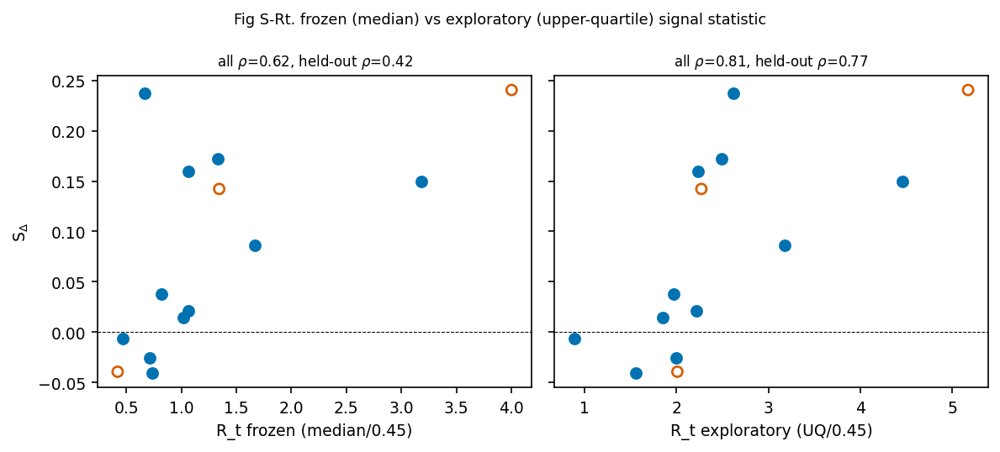 Fig S-Rt. frozen (median) vs exploratory (upper-quartile) signal statistic
all ρ=0.62, held-out ρ=0.42
all ρ=0.81, held-out ρ=0.77
S_Δ
0.25
0.20
0.15
0.10
0.05
0.00
−0.05
0.5 1.0 1.5 2.0 2.5 3.0 3.5 4.0
1 2 3 4 5
R_t frozen (median/0.45)
R_t exploratory (UQ/0.45)